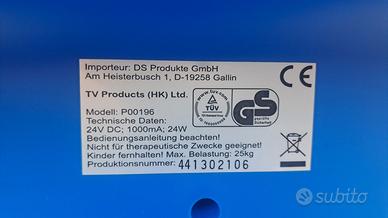 Importeur: DS Produkte GmbH
Am Heisterbusch 1, D-19258 Gallin
TV Products (HK) Ltd.
Modell: P00196
Technische Daten:
24V DC; 1000mA; 24W
Bedienungsanleitung beachten!
Nicht für therapeutische Zwecke geeignet!
Kinder fernhalten! Max. Belastung: 25kg
Produktionsnummer: 441302106
CE
TÜV
GS
geprüfte
Sicherheit
subito